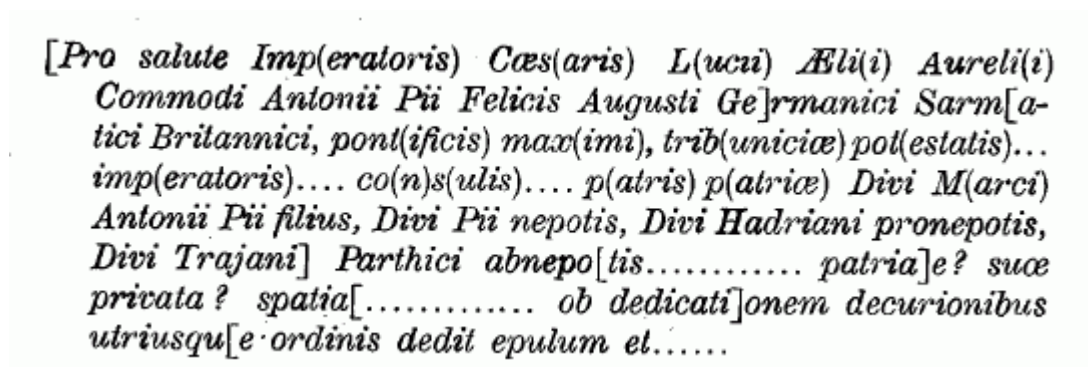 [Pro salute Imp(eratoris) Cæs(aris) L(ucii) Æli(i) Aureli(i)
Commodi Antonii Pii Felicis Augusti Ge]rmanici Sarm[a-
tici Britannici, pont(ificis) max(imi), trib(uniciæ) pot(estatis)...
imp(eratoris).... co(n)s(ulis).... p(atris) p(atriæ) Divi M(arci)
Antonii Pii filius, Divi Pii nepotis, Divi Hadriani pronepotis,
Divi Trajani] Parthici abnepo[tis............ patria]e? suæ
privata? spatia[............. ob dedicati]onem decurionibus
utriusqu[e ordinis dedit epulum et......